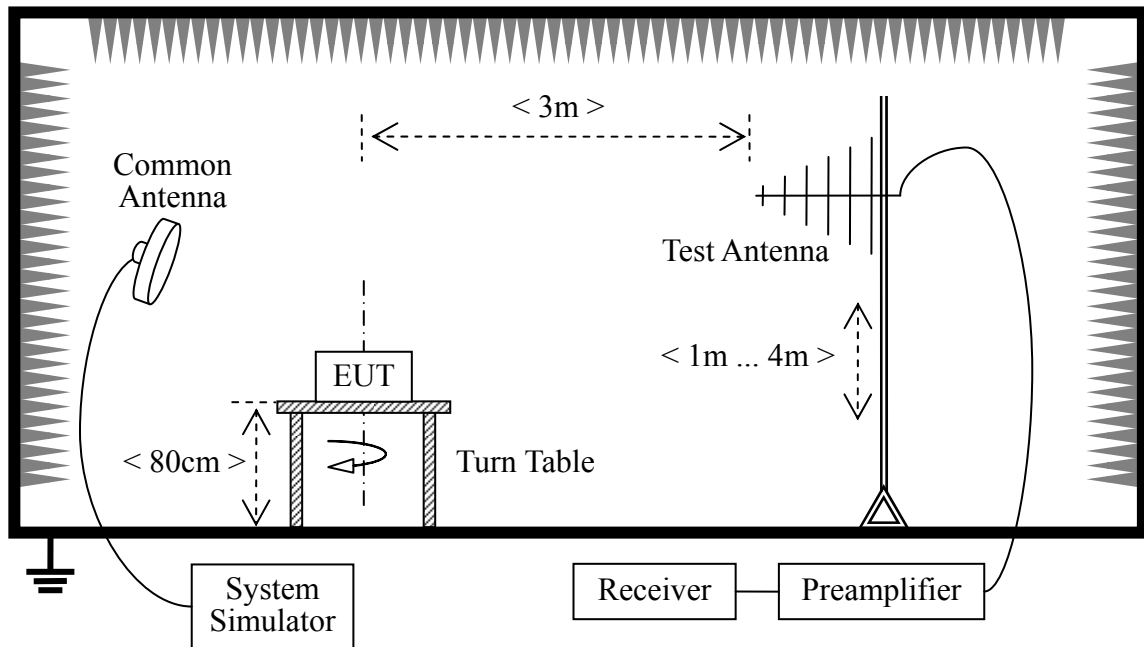 < 3m >
Common
Antenna
Test Antenna
< 1m ... 4m >
EUT
< 80cm >
Turn Table
System
Simulator
Receiver
Preamplifier